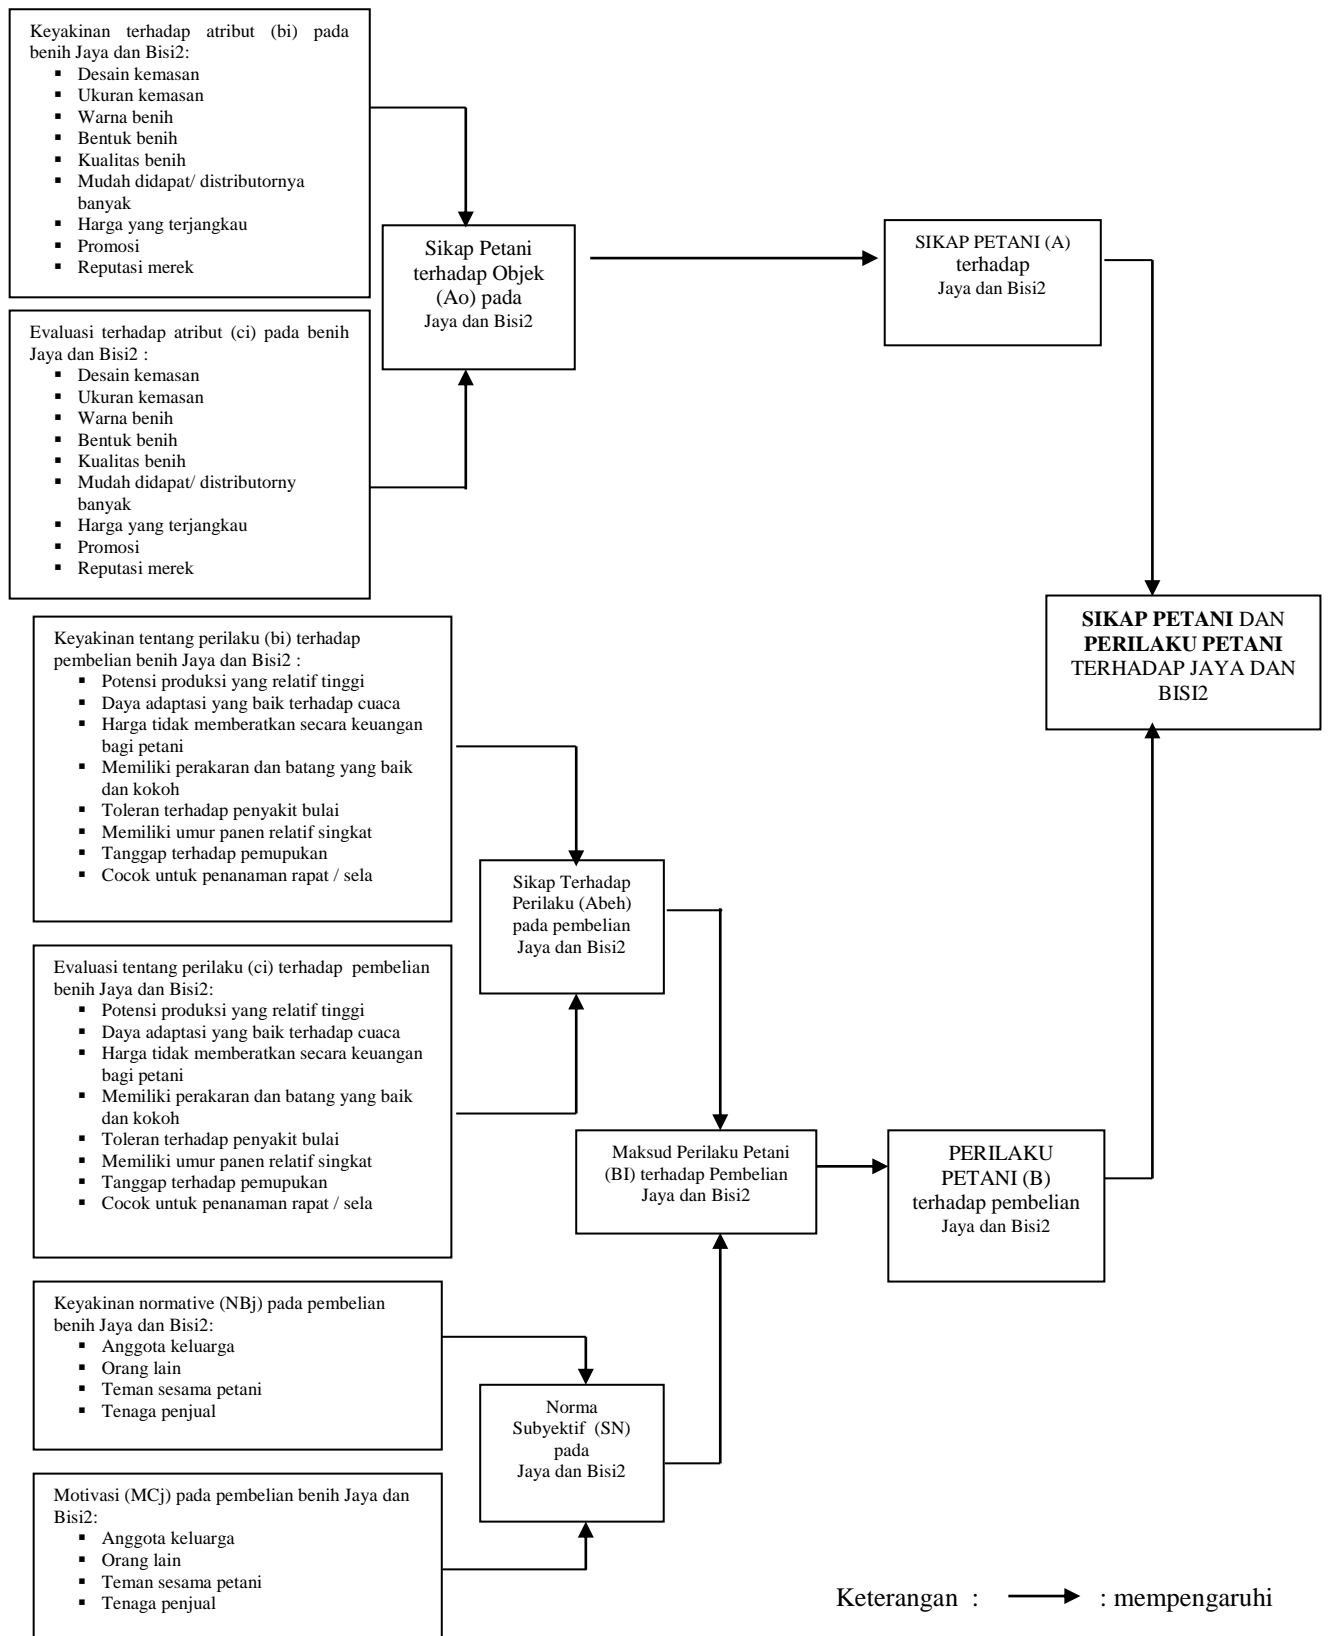 Keyakinan terhadap atribut (bi) pada
benih Jaya dan Bisi2:
▪ Desain kemasan
▪ Ukuran kemasan
▪ Warna benih
▪ Bentuk benih
▪ Kualitas benih
▪ Mudah didapat/ distributornya
banyak
▪ Harga yang terjangkau
▪ Promosi
▪ Reputasi merek
Sikap Petani
terhadap Objek
(Ao) pada
Jaya dan Bisi2
SIKAP PETANI (A)
terhadap
Jaya dan Bisi2
Evaluasi terhadap atribut (ci) pada benih
Jaya dan Bisi2 :
▪ Desain kemasan
▪ Ukuran kemasan
▪ Warna benih
▪ Bentuk benih
▪ Kualitas benih
▪ Mudah didapat/ distributorny
banyak
▪ Harga yang terjangkau
▪ Promosi
▪ Reputasi merek
SIKAP PETANI DAN
PERILAKU PETANI
TERHADAP JAYA DAN
BISI2
Keyakinan tentang perilaku (bi) terhadap
pembelian benih Jaya dan Bisi2 :
▪ Potensi produksi yang relatif tinggi
▪ Daya adaptasi yang baik terhadap cuaca
▪ Harga tidak memberatkan secara keuangan
bagi petani
▪ Memiliki perakaran dan batang yang baik
dan kokoh
▪ Toleran terhadap penyakit bulai
▪ Memiliki umur panen relatif singkat
▪ Tanggap terhadap pemupukan
▪ Cocok untuk penanaman rapat / sela
Sikap Terhadap
Perilaku (Abeh)
pada pembelian
Jaya dan Bisi2
Evaluasi tentang perilaku (ci) terhadap pembelian
benih Jaya dan Bisi2:
▪ Potensi produksi yang relatif tinggi
▪ Daya adaptasi yang baik terhadap cuaca
▪ Harga tidak memberatkan secara keuangan
bagi petani
▪ Memiliki perakaran dan batang yang baik
dan kokoh
▪ Toleran terhadap penyakit bulai
▪ Memiliki umur panen relatif singkat
▪ Tanggap terhadap pemupukan
▪ Cocok untuk penanaman rapat / sela
Maksud Perilaku Petani
(BI) terhadap Pembelian
Jaya dan Bisi2
PERILAKU
PETANI (B)
terhadap pembelian
Jaya dan Bisi2
Keyakinan normative (NBj) pada pembelian
benih Jaya dan Bisi2:
▪ Anggota keluarga
▪ Orang lain
▪ Teman sesama petani
▪ Tenaga penjual
Norma
Subyektif (SN)
pada
Jaya dan Bisi2
Motivasi (MCj) pada pembelian benih Jaya dan
Bisi2:
▪ Anggota keluarga
▪ Orang lain
▪ Teman sesama petani
▪ Tenaga penjual
Keterangan : : mempengaruhi